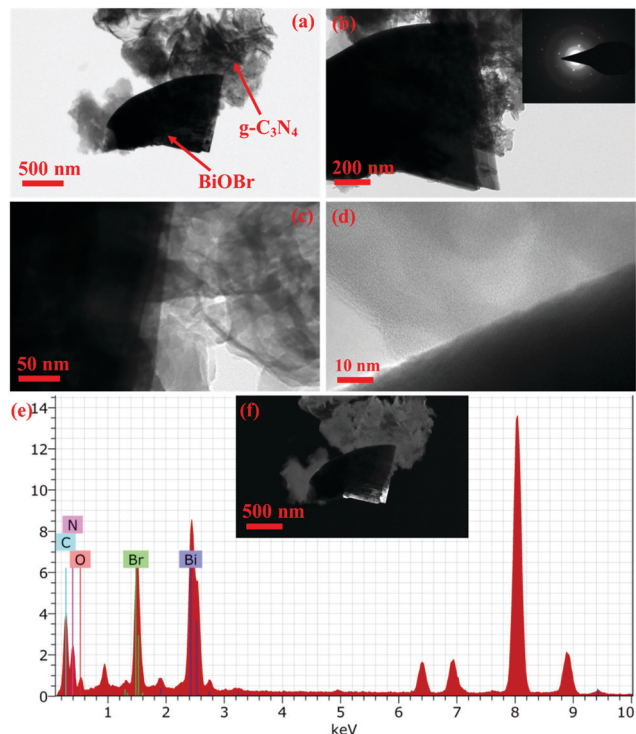 (a)
g-C₃N₄
BiOBr
500 nm
(b)
200 nm
(c)
50 nm
(d)
10 nm
(e)
14
12
10
8
6
4
2
0
N
C
O
Br
Bi
(f)
500 nm
1 2 3 4 5 6 7 8 9 10
keV